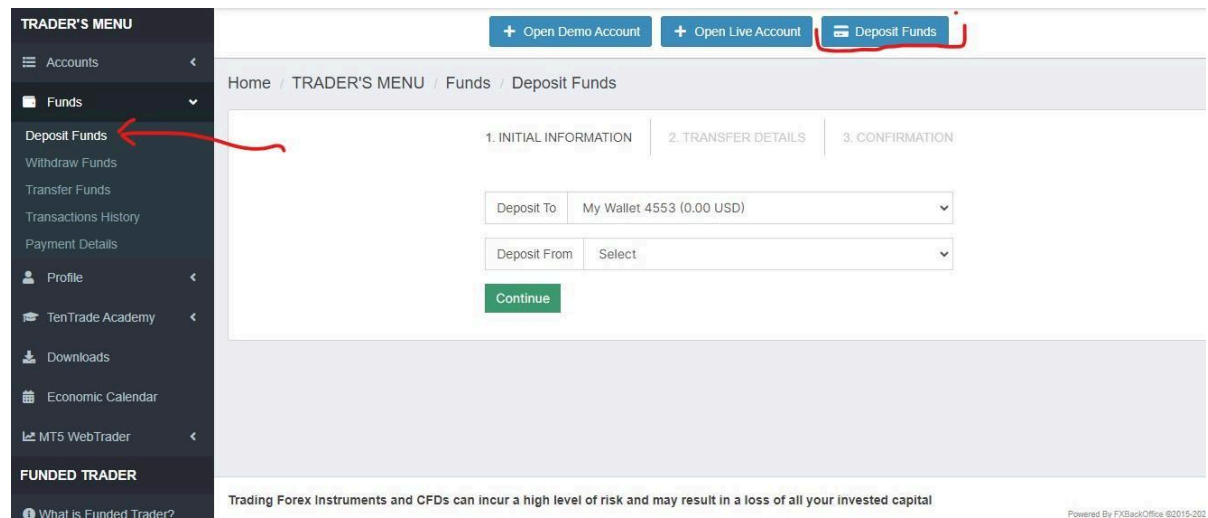 TRADER'S MENU
Accounts
Funds
Deposit Funds
Withdraw Funds
Transfer Funds
Transactions History
Payment Details
Profile
TenTrade Academy
Downloads
Economic Calendar
MT5 WebTrader
FUNDED TRADER
What is Funded Trader?
+ Open Demo Account
+ Open Live Account
Deposit Funds
Home / TRADER'S MENU / Funds / Deposit Funds
1. INITIAL INFORMATION
2. TRANSFER DETAILS
3. CONFIRMATION
Deposit To My Wallet 4553 (0.00 USD)
Deposit From Select
Continue
Trading Forex Instruments and CFDs can incur a high level of risk and may result in a loss of all your invested capital
Powered By FXBackOffice ©2015-202